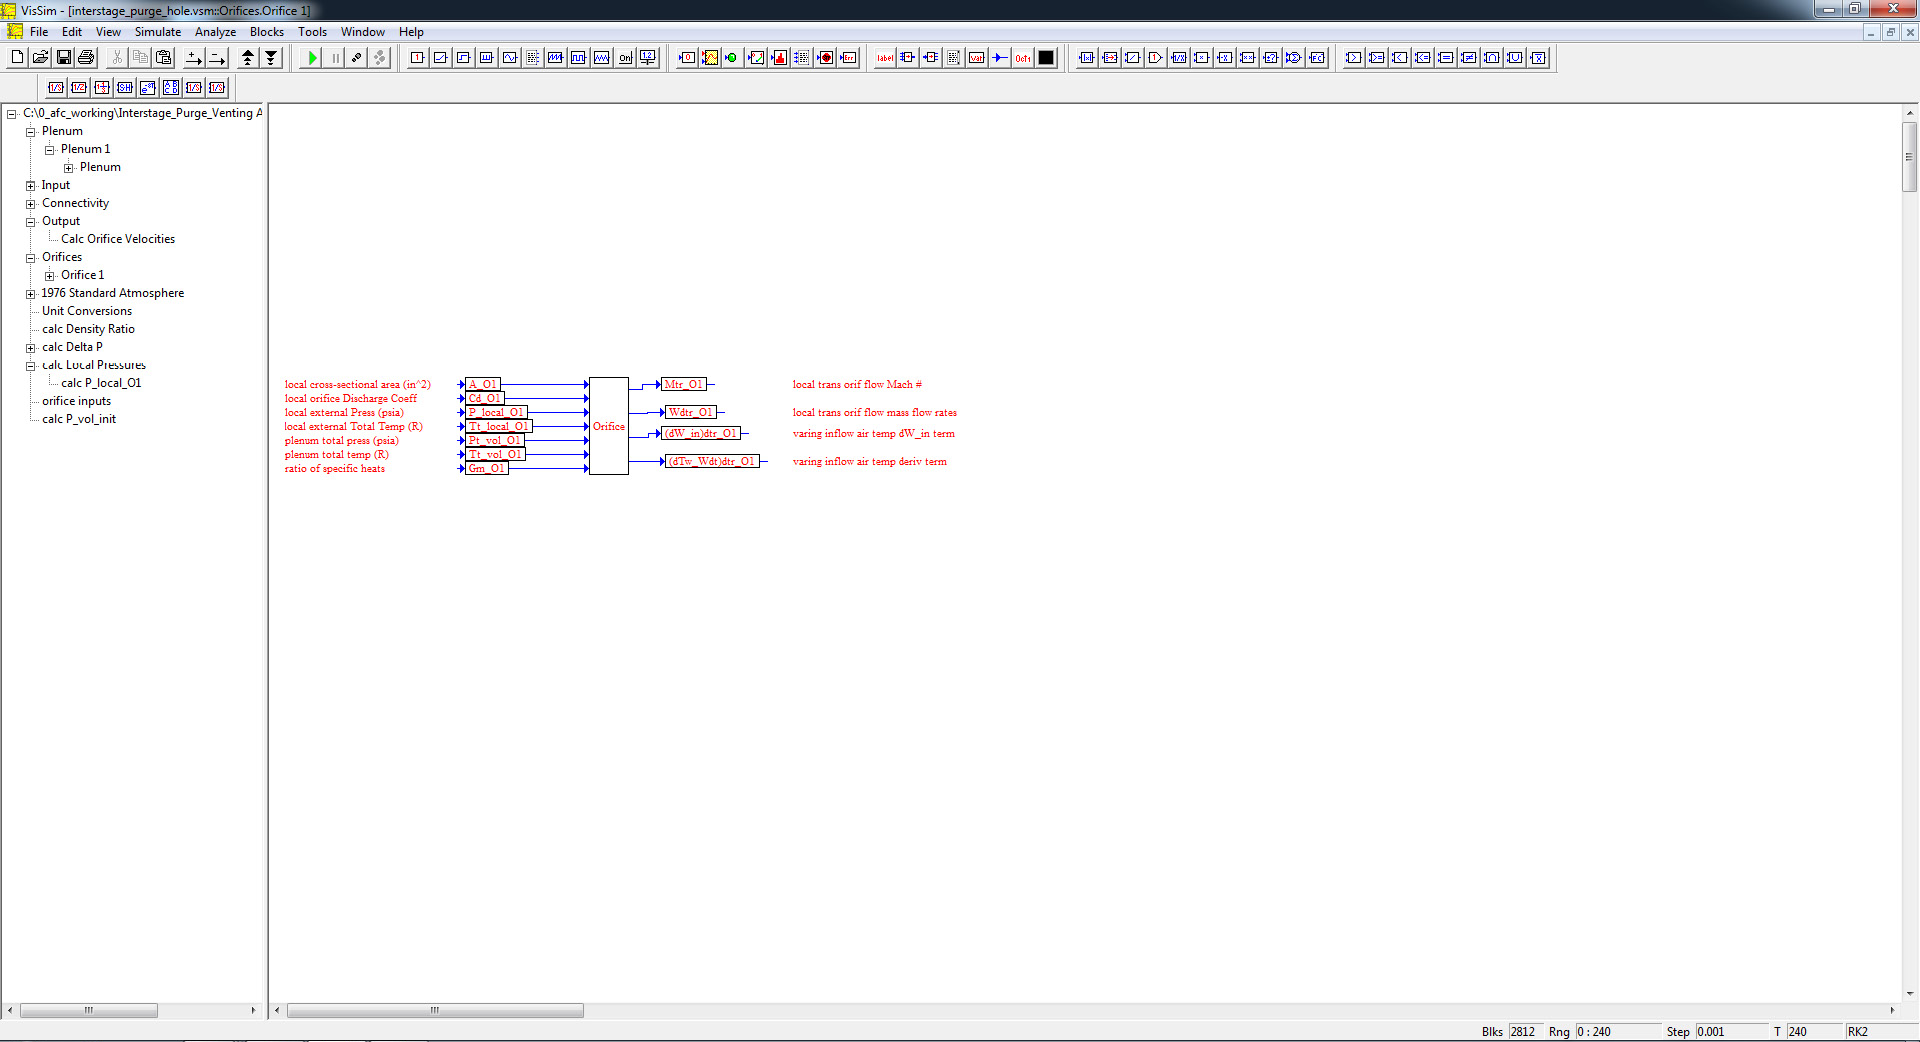 VisSim - [interstage_purge_hole.vsm::Orifices.Orifice 1]
File Edit View Simulate Analyze Blocks Tools Window Help
C:\0_afc_working\Interstage_Purge_Venting A
Plenum
Plenum 1
Plenum
Input
Connectivity
Output
Calc Orifice Velocities
Orifices
Orifice 1
1976 Standard Atmosphere
Unit Conversions
calc Density Ratio
calc Delta P
calc Local Pressures
calc P_local_O1
orifice inputs
calc P_vol_init
local cross-sectional area (in^2) A_O1 Mtr_O1 local trans orif flow Mach #
local orifice Discharge Coeff Cd_O1
local external Press (psia) P_local_O1 Wdtr_O1 local trans orif flow mass flow rates
local external Total Temp (R) Tt_local_O1 Orifice
(dW_in)dtr_O1 varing inflow air temp dW_in term
plenum total press (psia) Pt_vol_O1
plenum total temp (R) Tt_vol_O1
(dTw_Wdt)dtr_O1 varing inflow air temp deriv term
ratio of specific heats Gm_O1
Blks 2812 Rng 0 : 240 Step 0.001 T 240 RK2